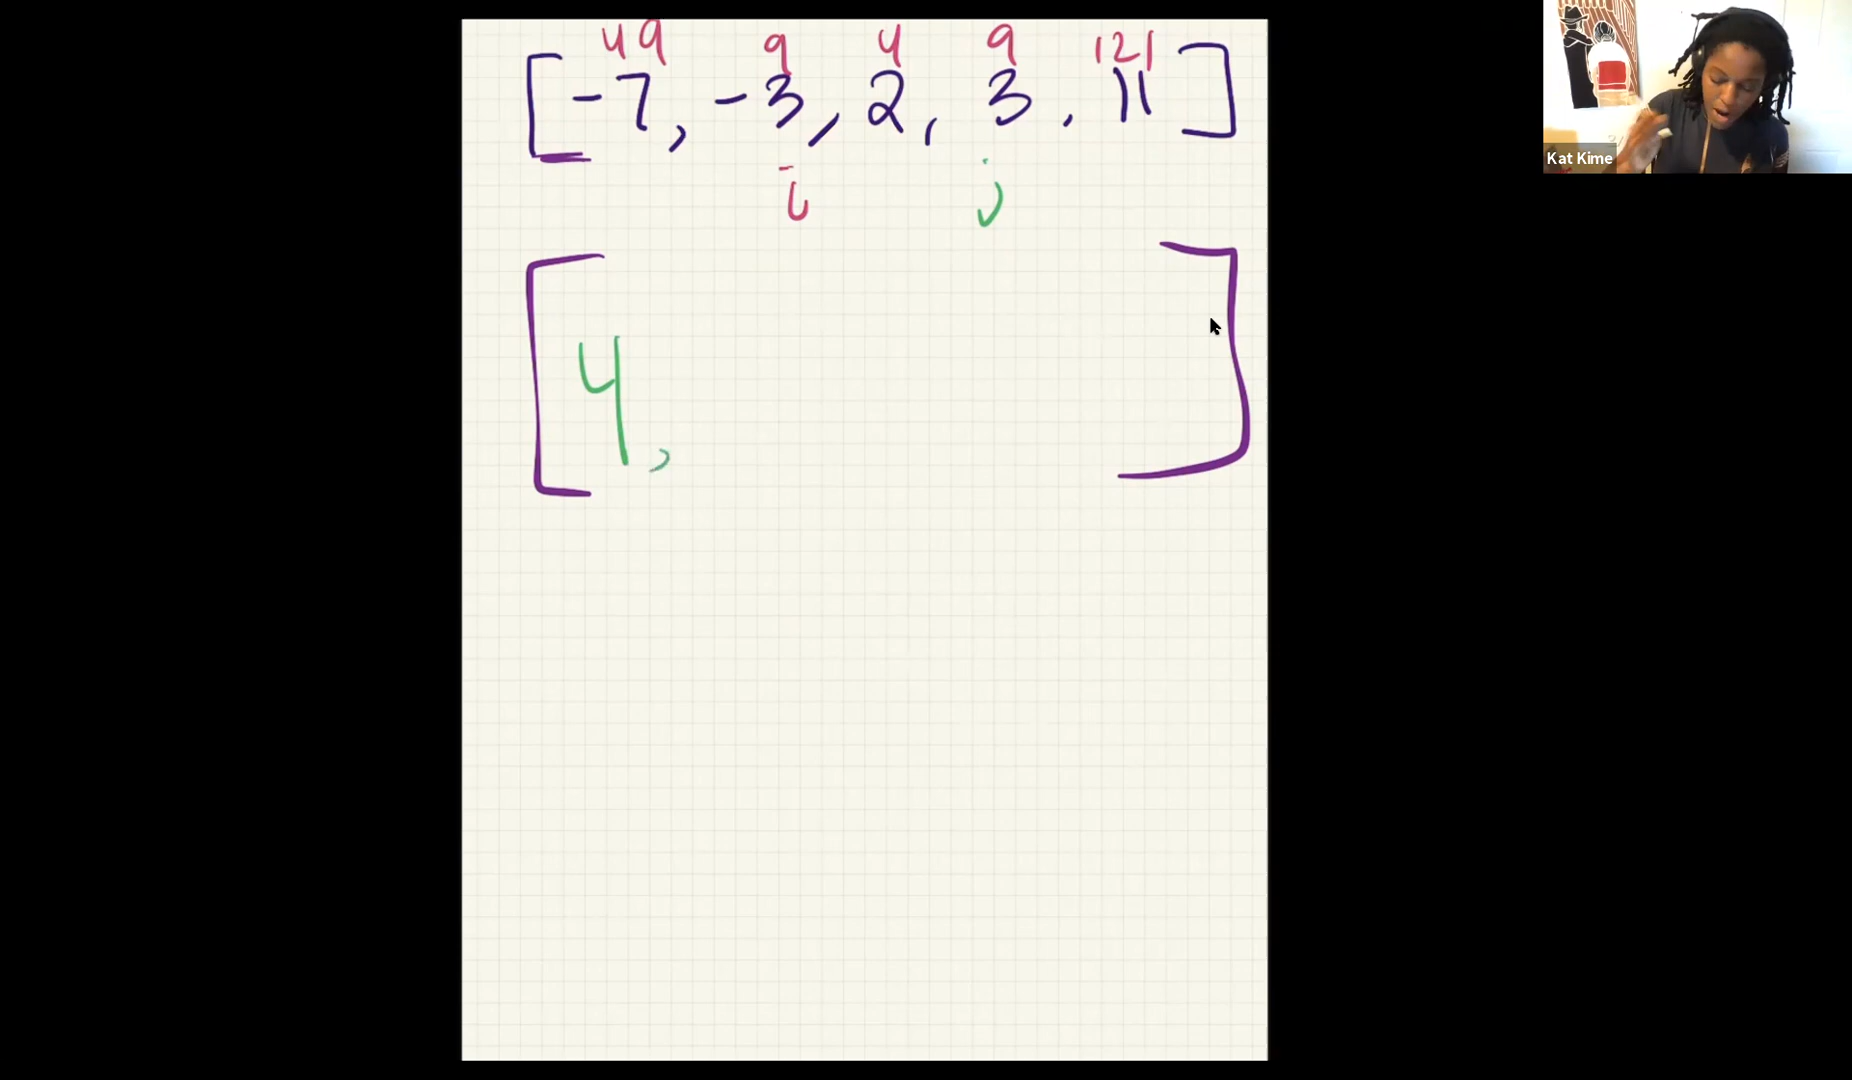 49 9 4 9 121
[-7, -3, 2, 3, 11]
i j
[4, ]
Kat Kime